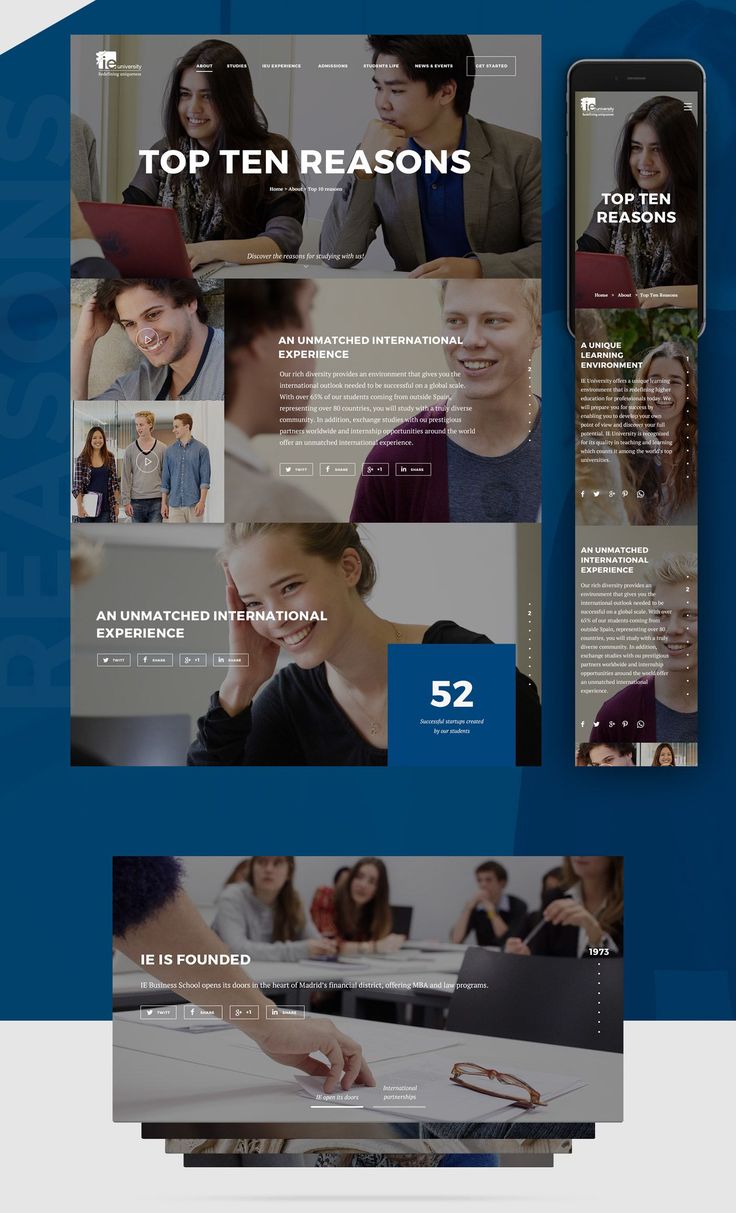 REASONS
ie university
Redefining uniqueness
ABOUT
STUDIES
IEU EXPERIENCE
ADMISSIONS
STUDENTS LIFE
NEWS & EVENTS
GET STARTED
TOP TEN REASONS
Home > About > Top 10 reasons
Discover the reasons for studying with us!
AN UNMATCHED INTERNATIONAL
EXPERIENCE
Our rich diversity provides an environment that gives you the
international outlook needed to be successful on a global scale.
With over 65% of our students coming from outside Spain,
representing over 80 countries, you will study with a truly diverse
community. In addition, exchange studies with ou prestigious
partners worldwide and internship opportunities around the world
offer an unmatched international experience.
2
TWITT
SHARE
+1
SHARE
AN UNMATCHED INTERNATIONAL
EXPERIENCE
TWITT
SHARE
+1
SHARE
2
52
Successful startups created
by our students
ie university
Redefining uniqueness
TOP TEN
REASONS
Home > About > Top Ten Reasons
A UNIQUE
LEARNING
ENVIRONMENT
1
IE University offers a unique learning
environment that is redefining higher
education for professionals today. We
will prepare you for success by
enabling you to develop your own
point of view and discover your full
potential. IE University is recognized
for its quality in teaching and learning
which counts it among the world's top
universities.
AN UNMATCHED
INTERNATIONAL
EXPERIENCE
2
Our rich diversity provides an
environment that gives you the
international outlook needed to be
successful on a global scale. With over
65% of our students coming from
outside Spain, representing over 80
countries, you will study with a truly
diverse community. In addition,
exchange studies with ou prestigious
partners worldwide and internship
opportunities around the world offer
an unmatched international
experience.
IE IS FOUNDED
1973
IE Business School opens its doors in the heart of Madrid's financial district, offering MBA and law programs.
TWITT
SHARE
+1
SHARE
IE open its doors
International
partnerships